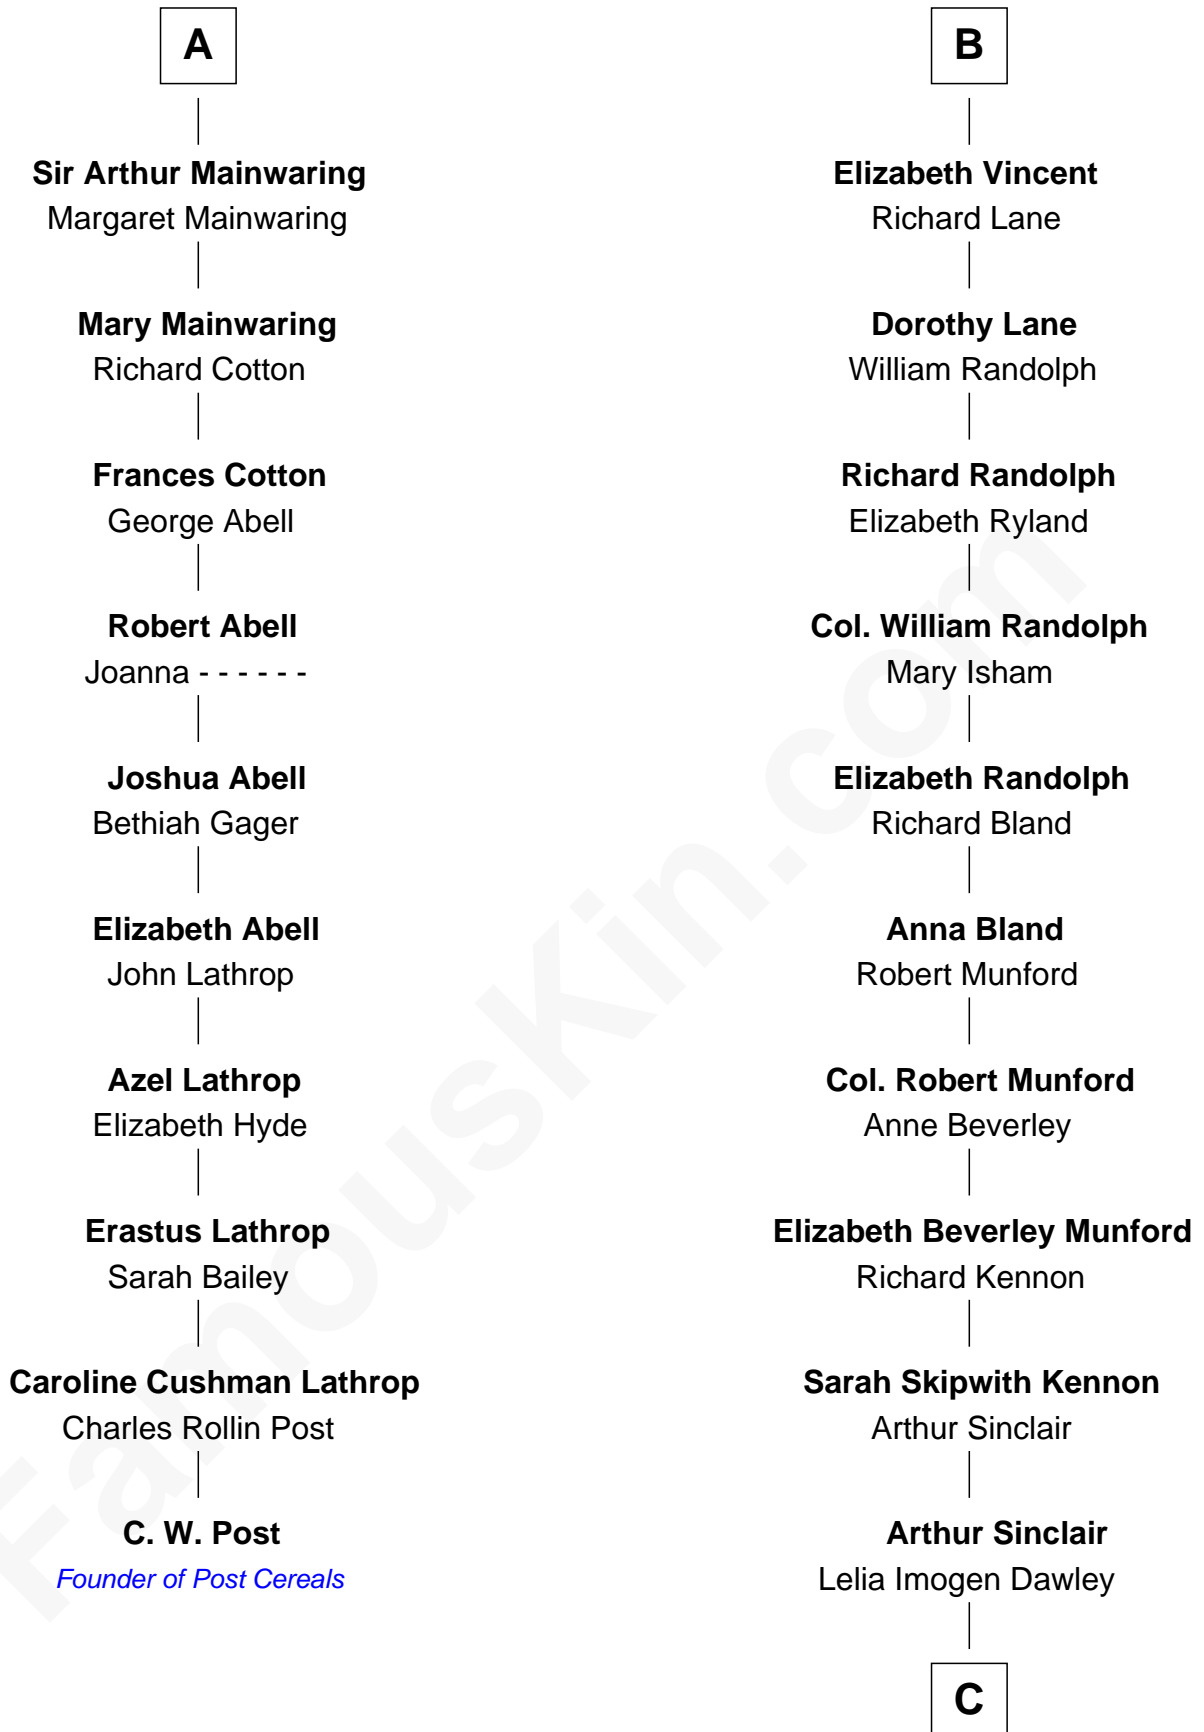 A
Sir Arthur Mainwaring
Margaret Mainwaring
Mary Mainwaring
Richard Cotton
Frances Cotton
George Abell
Robert Abell
Joanna - - - - - -
Joshua Abell
Bethiah Gager
Elizabeth Abell
John Lathrop
Azel Lathrop
Elizabeth Hyde
Erastus Lathrop
Sarah Bailey
Caroline Cushman Lathrop
Charles Rollin Post
C. W. Post
Founder of Post Cereals
B
Elizabeth Vincent
Richard Lane
Dorothy Lane
William Randolph
Richard Randolph
Elizabeth Ryland
Col. William Randolph
Mary Isham
Elizabeth Randolph
Richard Bland
Anna Bland
Robert Munford
Col. Robert Munford
Anne Beverley
Elizabeth Beverley Munford
Richard Kennon
Sarah Skipwith Kennon
Arthur Sinclair
Arthur Sinclair
Lelia Imogen Dawley
C
FamousKin.com